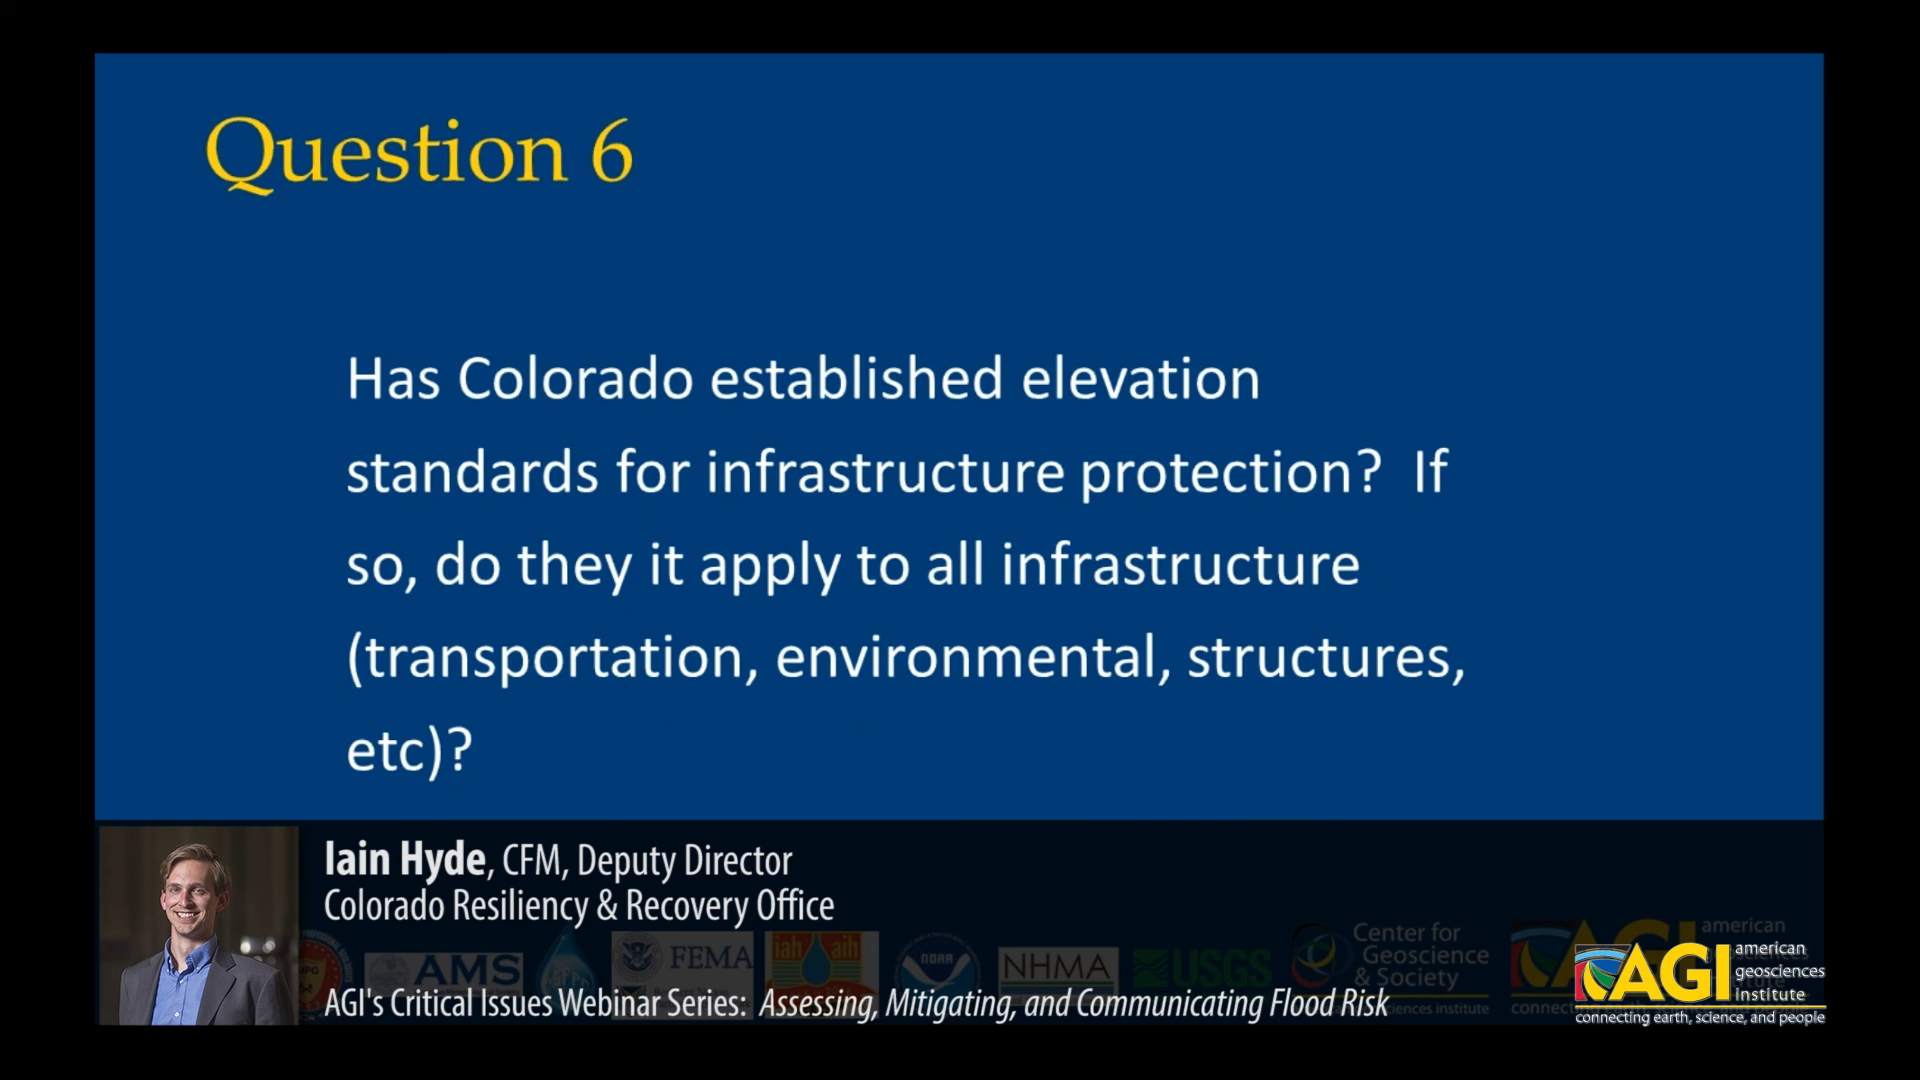 Question 6
Has Colorado established elevation
standards for infrastructure protection?  If
so, do they it apply to all infrastructure
(transportation, environmental, structures,
etc)?
Iain Hyde, CFM, Deputy Director
Colorado Resiliency & Recovery Office
AMS
FEMA
iah aih
NOAA
NHMA
USGS
Center for
Geoscience
& Society
AGI's Critical Issues Webinar Series: Assessing, Mitigating, and Communicating Flood Risk
AGI
american
geosciences
institute
connecting earth, science, and people